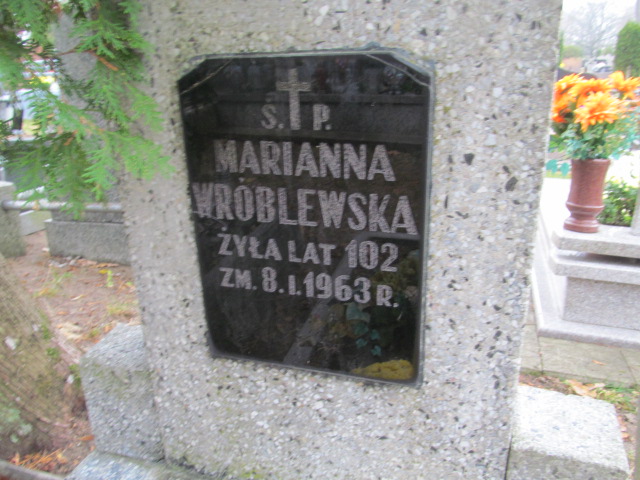 Ś. P.
MARIANNA
WRÓBLEWSKA
ŻYŁA LAT 102
ZM. 8. I. 1963 R.